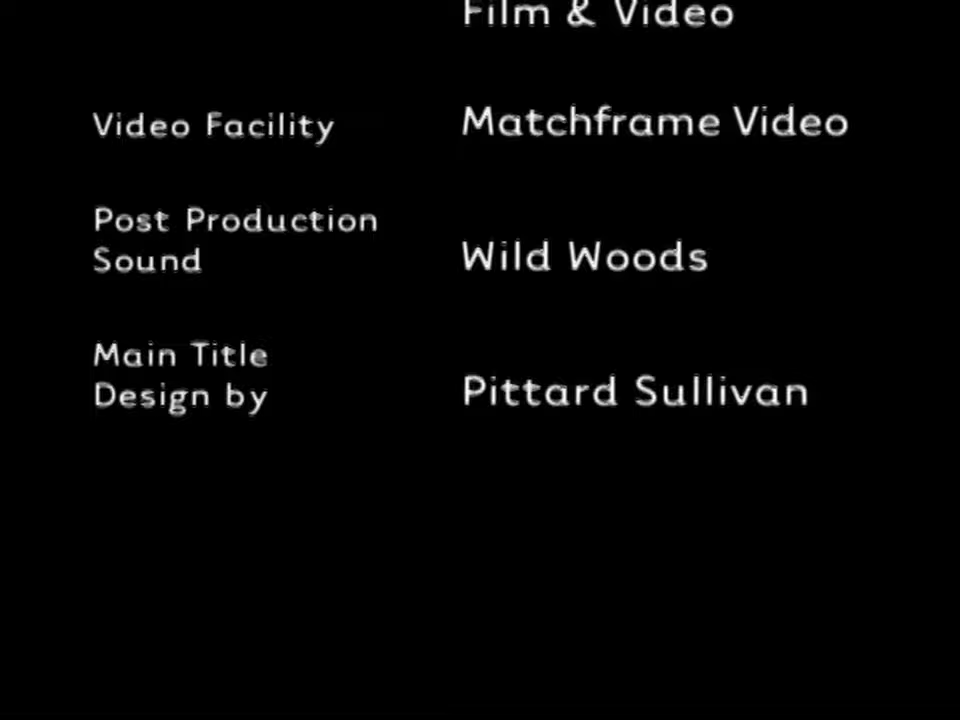 Film & Video
Video Facility Matchframe Video
Post Production
Sound Wild Woods
Main Title
Design by Pittard Sullivan